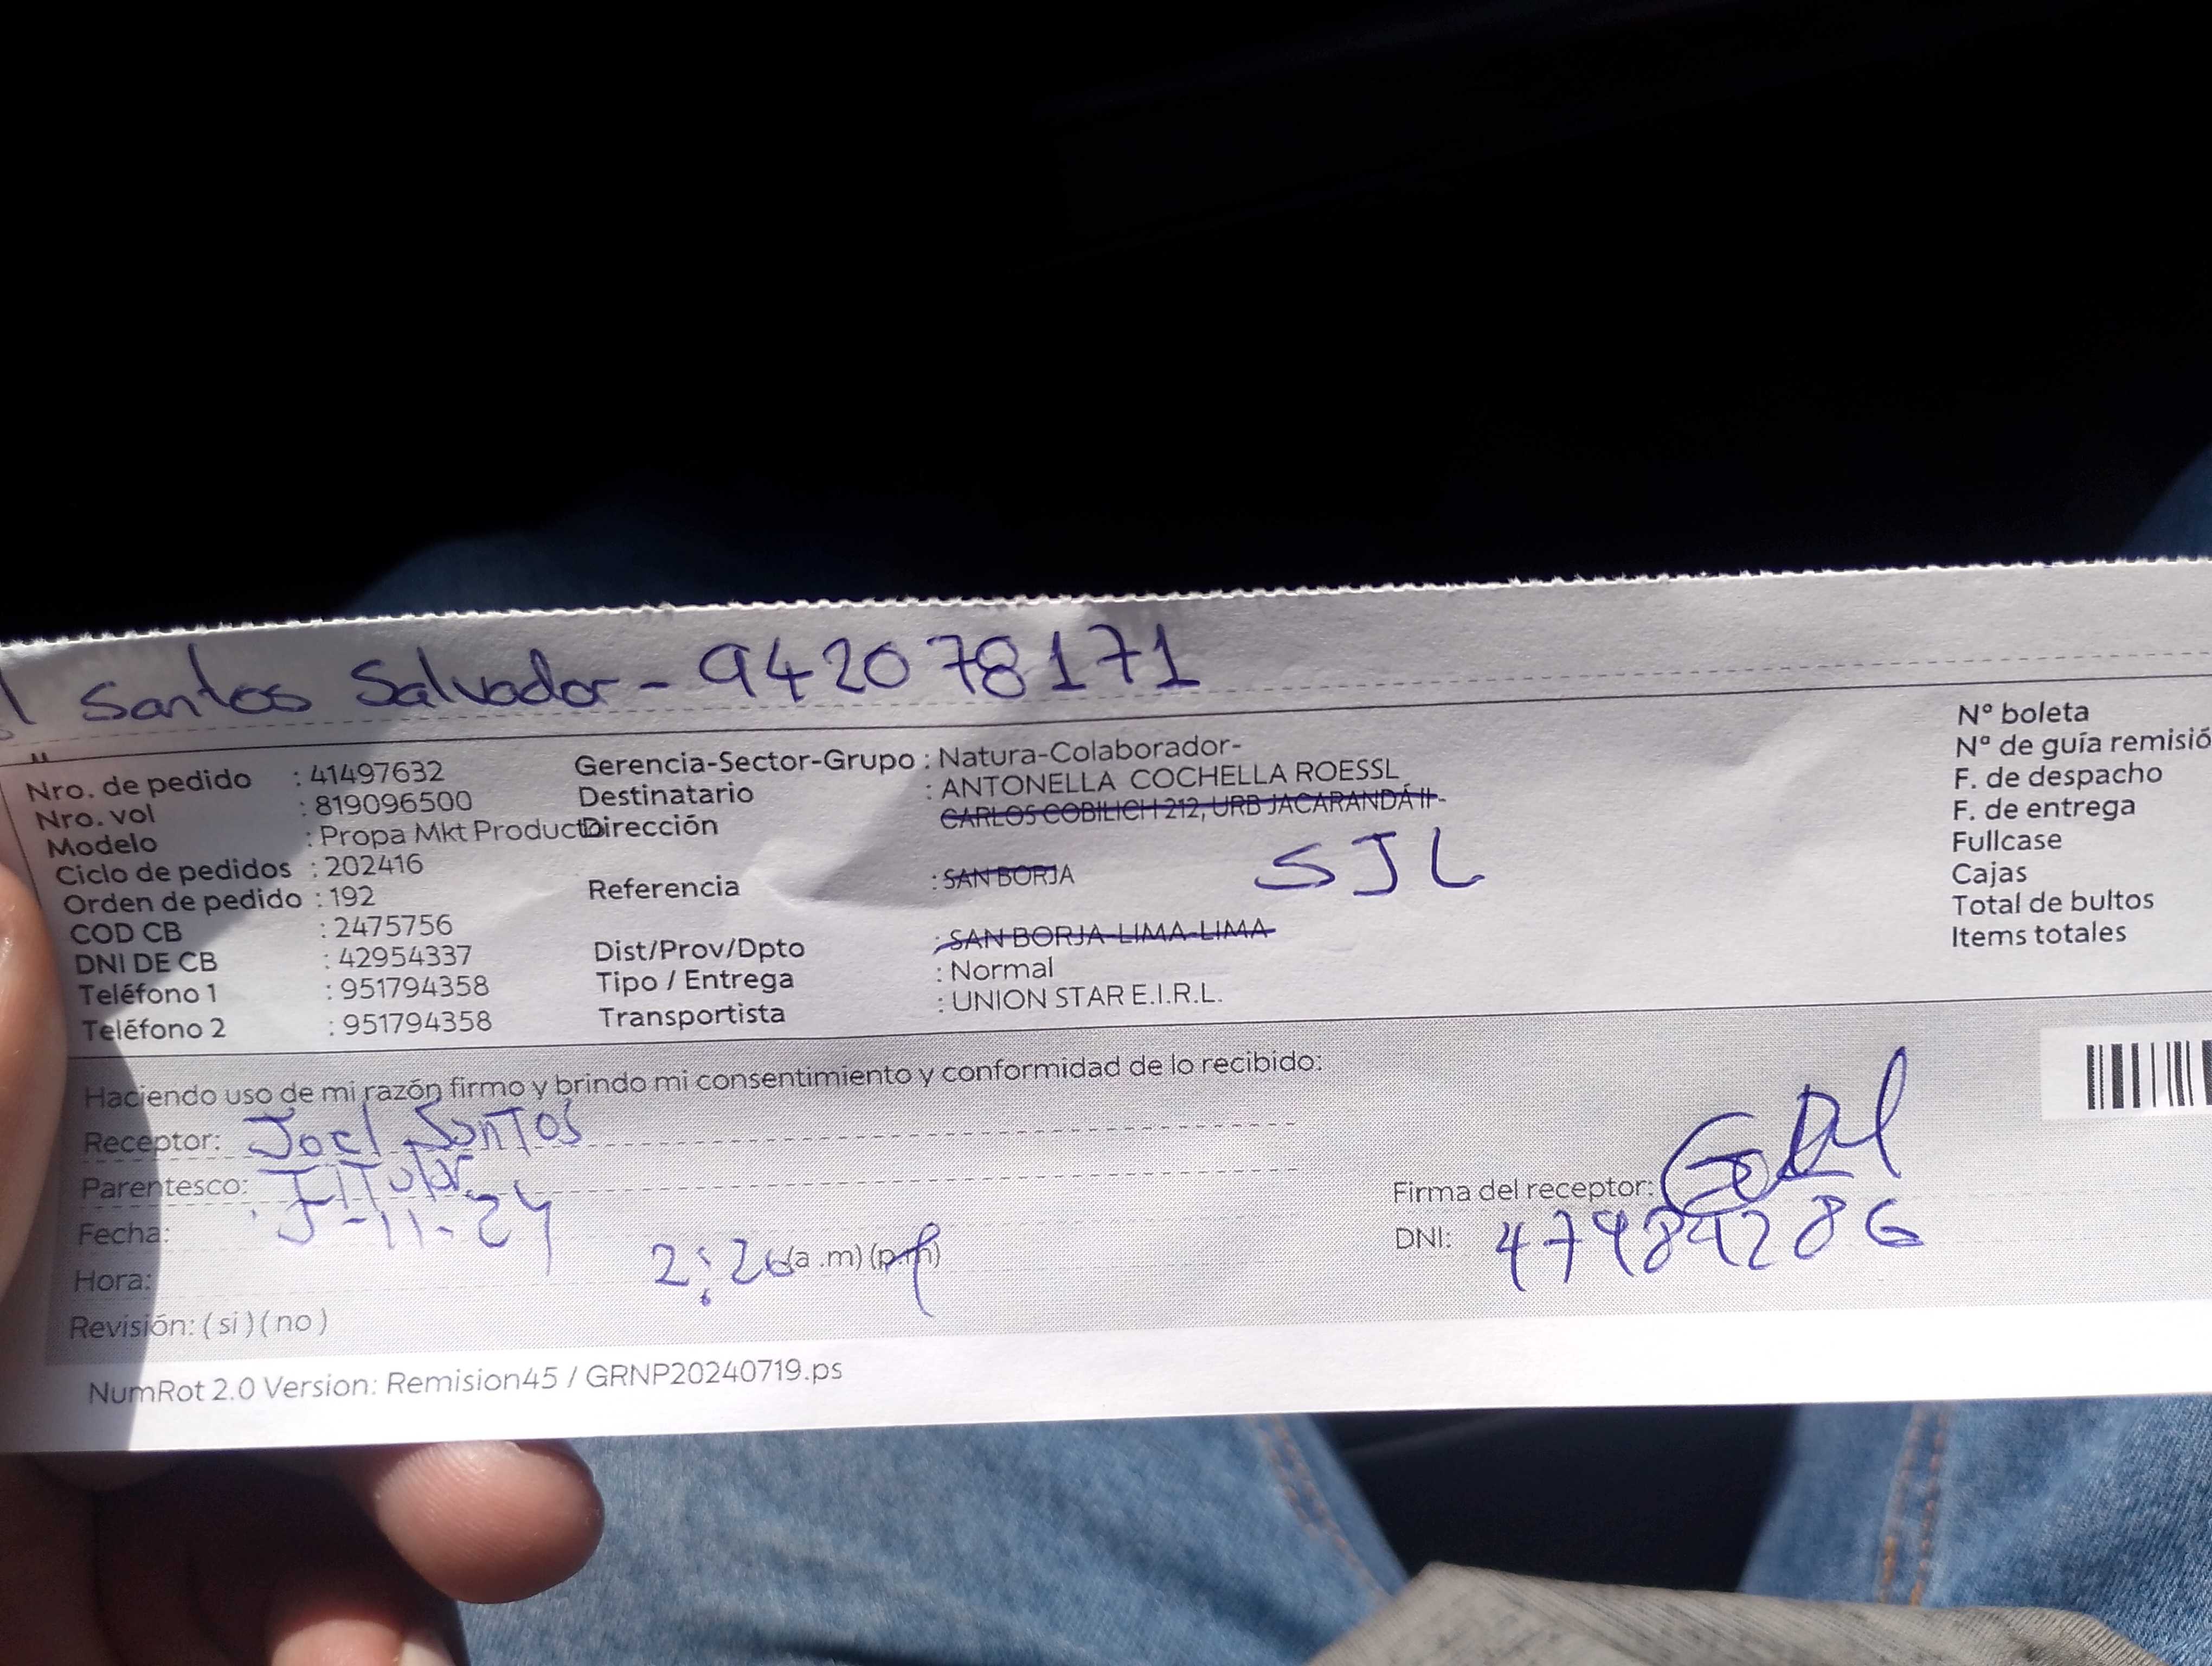 l Santos Salvador - 942078171
Nro. de pedido : 41497632
Nro. vol : 819096500
Modelo : Propa Mkt Producto
Ciclo de pedidos : 202416
Orden de pedido : 192
COD CB : 2475756
DNI DE CB : 42954337
Teléfono 1 : 951794358
Teléfono 2 : 951794358
Gerencia-Sector-Grupo : Natura-Colaborador-
Destinatario : ANTONELLA COCHELLA ROESSL
Dirección CARLOS COBILICH 212, URB JACARANDÁ II -
Referencia : SAN BORJA
SJL
Dist/Prov/Dpto : SAN BORJA-LIMA-LIMA
Tipo / Entrega : Normal
Transportista : UNION STAR E.I.R.L.
N° boleta
N° de guía remisió
F. de despacho
F. de entrega
Fullcase
Cajas
Total de bultos
Items totales
Haciendo uso de mi razón firmo y brindo mi consentimiento y conformidad de lo recibido:
Receptor: Joel Santos
Parentesco: Titular
Fecha: 5-11-24
Hora: 2:26 (a.m) (p.m)
Revisión: ( si ) ( no )
Firma del receptor:
DNI: 47484286
NumRot 2.0 Version: Remision45 / GRNP20240719.ps